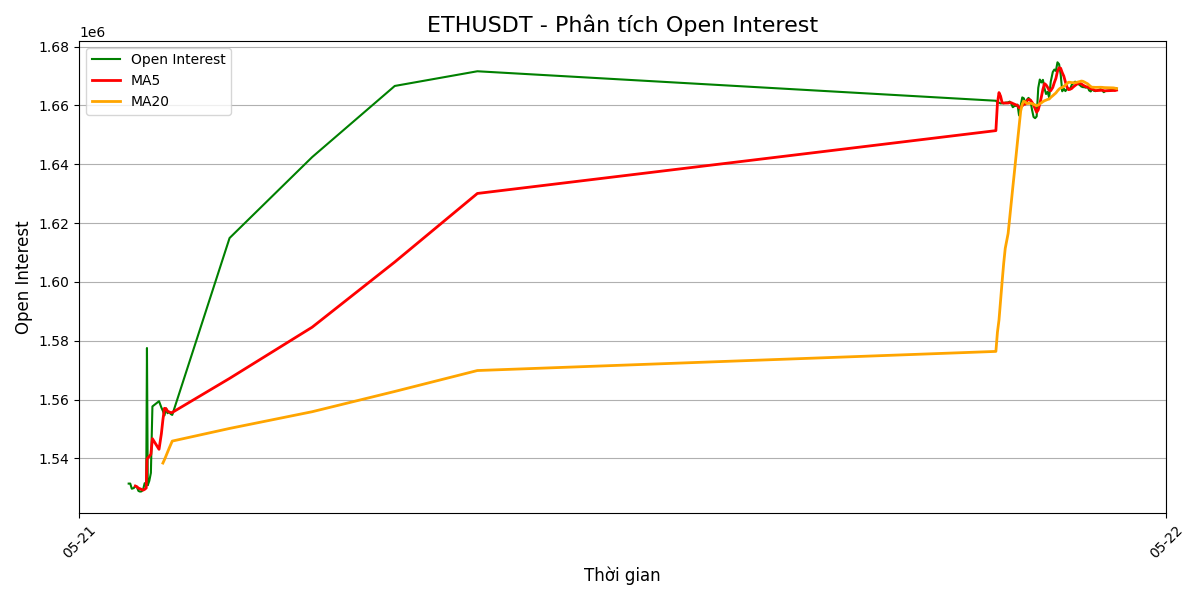 ETHUSDT - Phân tích Open Interest
1e6
Open Interest
MA5
MA20
1.68
1.66
1.64
1.62
1.60
1.58
1.56
1.54
Open Interest
05-21
05-22
Thời gian